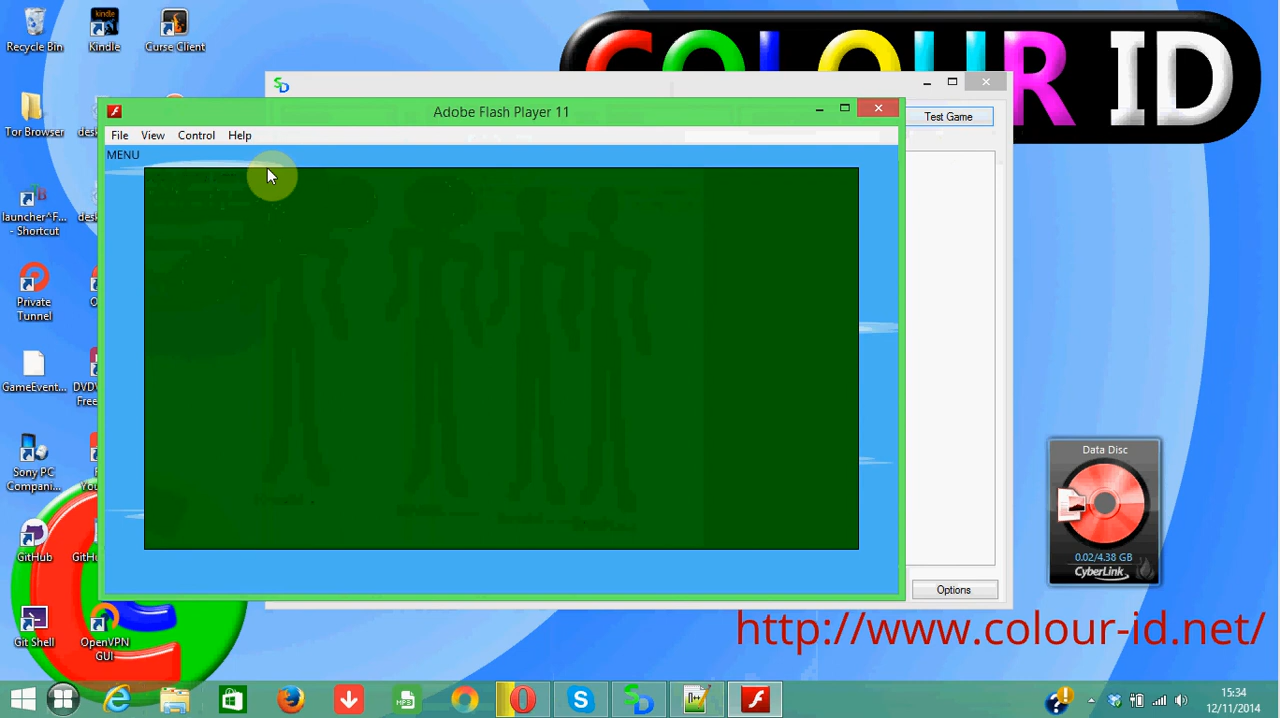 COLOUR ID
Recycle Bin
Kindle
Curse Client
Tor Browser
Adobe Flash Player 11
Test Game
File View Control Help
MENU
launcher^F...
- Shortcut
Private
Tunnel
GameEvent...
Sony PC
Compani...
GitHub
Git Shell
OpenVPN
GUI
Data Disc
0.02/4.38 GB
CyberLink
Options
http://www.colour-id.net/
MP3
15:34
12/11/2014